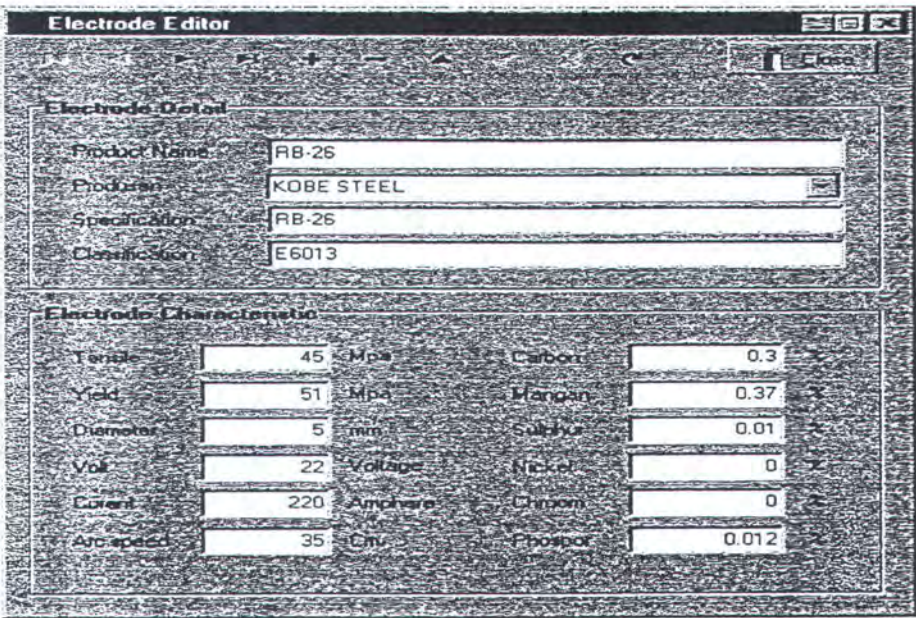 Electrode Editor
Close
Electrode Detail
Product Name RB-26
Produsen KOBE STEEL
Specification RB-26
Classification E6013
Electrode Characteristic
Tensile 45 Mpa Carbon 0.3 %
Yield 51 Mpa Mangan 0.37 %
Diameter 5 mm Sulphur 0.01 %
Volt 22 Voltage Nickel 0 %
Curent 220 Amphere Chroom 0 %
Arc speed 35 Cm/ Phospor 0.012 %